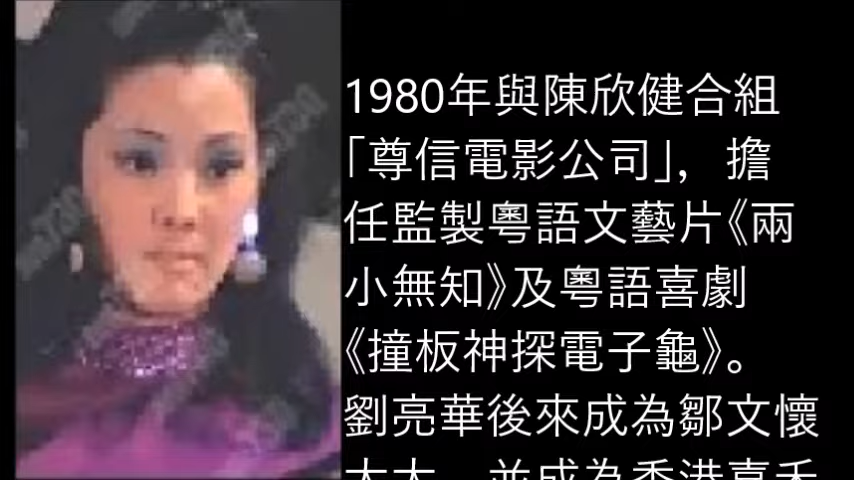 1980年與陳欣健合組
「尊信電影公司」，擔
任監製粵語文藝片《兩
小無知》及粵語喜劇
《撞板神探電子龜》。
劉亮華後來成為鄒文懷